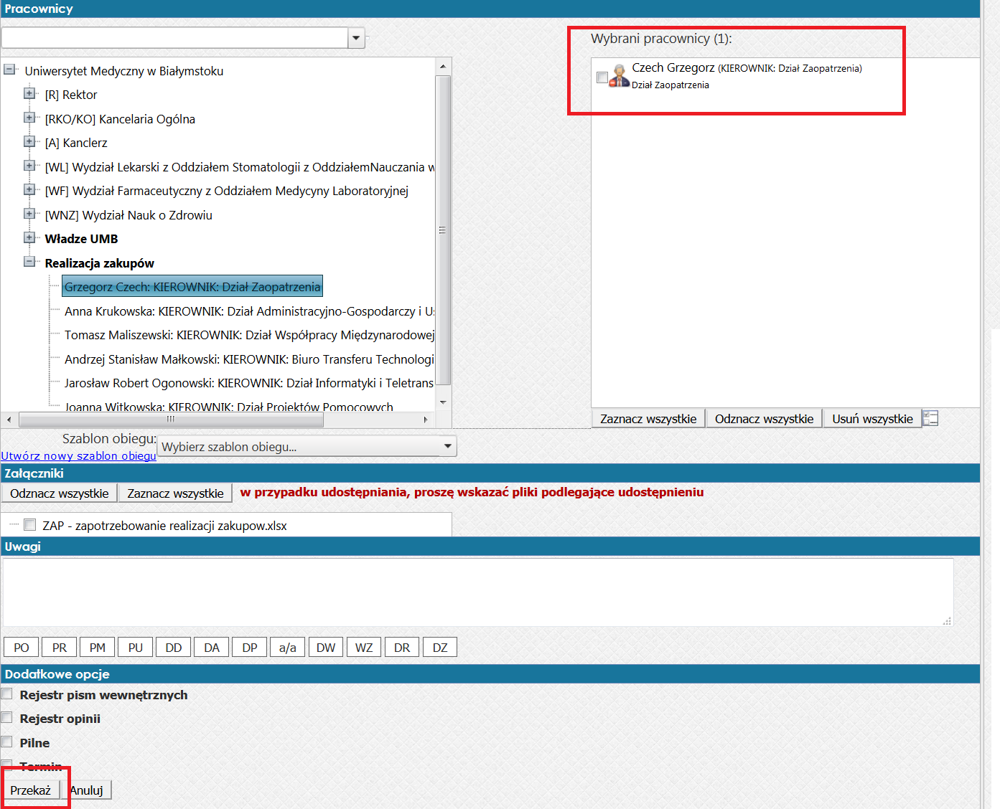 Pracownicy
Wybrani pracownicy (1):
Uniwersytet Medyczny w Białymstoku
[R] Rektor
[RKO/KO] Kancelaria Ogólna
[A] Kanclerz
[WL] Wydział Lekarski z Oddziałem Stomatologii z OddziałemNauczania w
[WF] Wydział Farmaceutyczny z Oddziałem Medycyny Laboratoryjnej
[WNZ] Wydział Nauk o Zdrowiu
Władze UMB
Realizacja zakupów
Grzegorz Czech: KIEROWNIK: Dział Zaopatrzenia
Anna Krukowska: KIEROWNIK: Dział Administracyjno-Gospodarczy i Us
Tomasz Maliszewski: KIEROWNIK: Dział Współpracy Międzynarodowej
Andrzej Stanisław Małkowski: KIEROWNIK: Biuro Transferu Technologi
Jarosław Robert Ogonowski: KIEROWNIK: Dział Informatyki i Teletrans
Joanna Witkowska: KIEROWNIK: Dział Projektów Pomocowych
Czech Grzegorz (KIEROWNIK: Dział Zaopatrzenia)
Dział Zaopatrzenia
Zaznacz wszystkie Odznacz wszystkie Usuń wszystkie
Szablon obiegu: Wybierz szablon obiegu...
Utwórz nowy szablon obiegu
Załączniki
Odznacz wszystkie Zaznacz wszystkie w przypadku udostępniania, proszę wskazać pliki podlegające udostępnieniu
ZAP - zapotrzebowanie realizacji zakupow.xlsx
Uwagi
PO PR PM PU DD DA DP a/a DW WZ DR DZ
Dodatkowe opcje
Rejestr pism wewnętrznych
Rejestr opinii
Pilne
Termin
Przekaż Anuluj